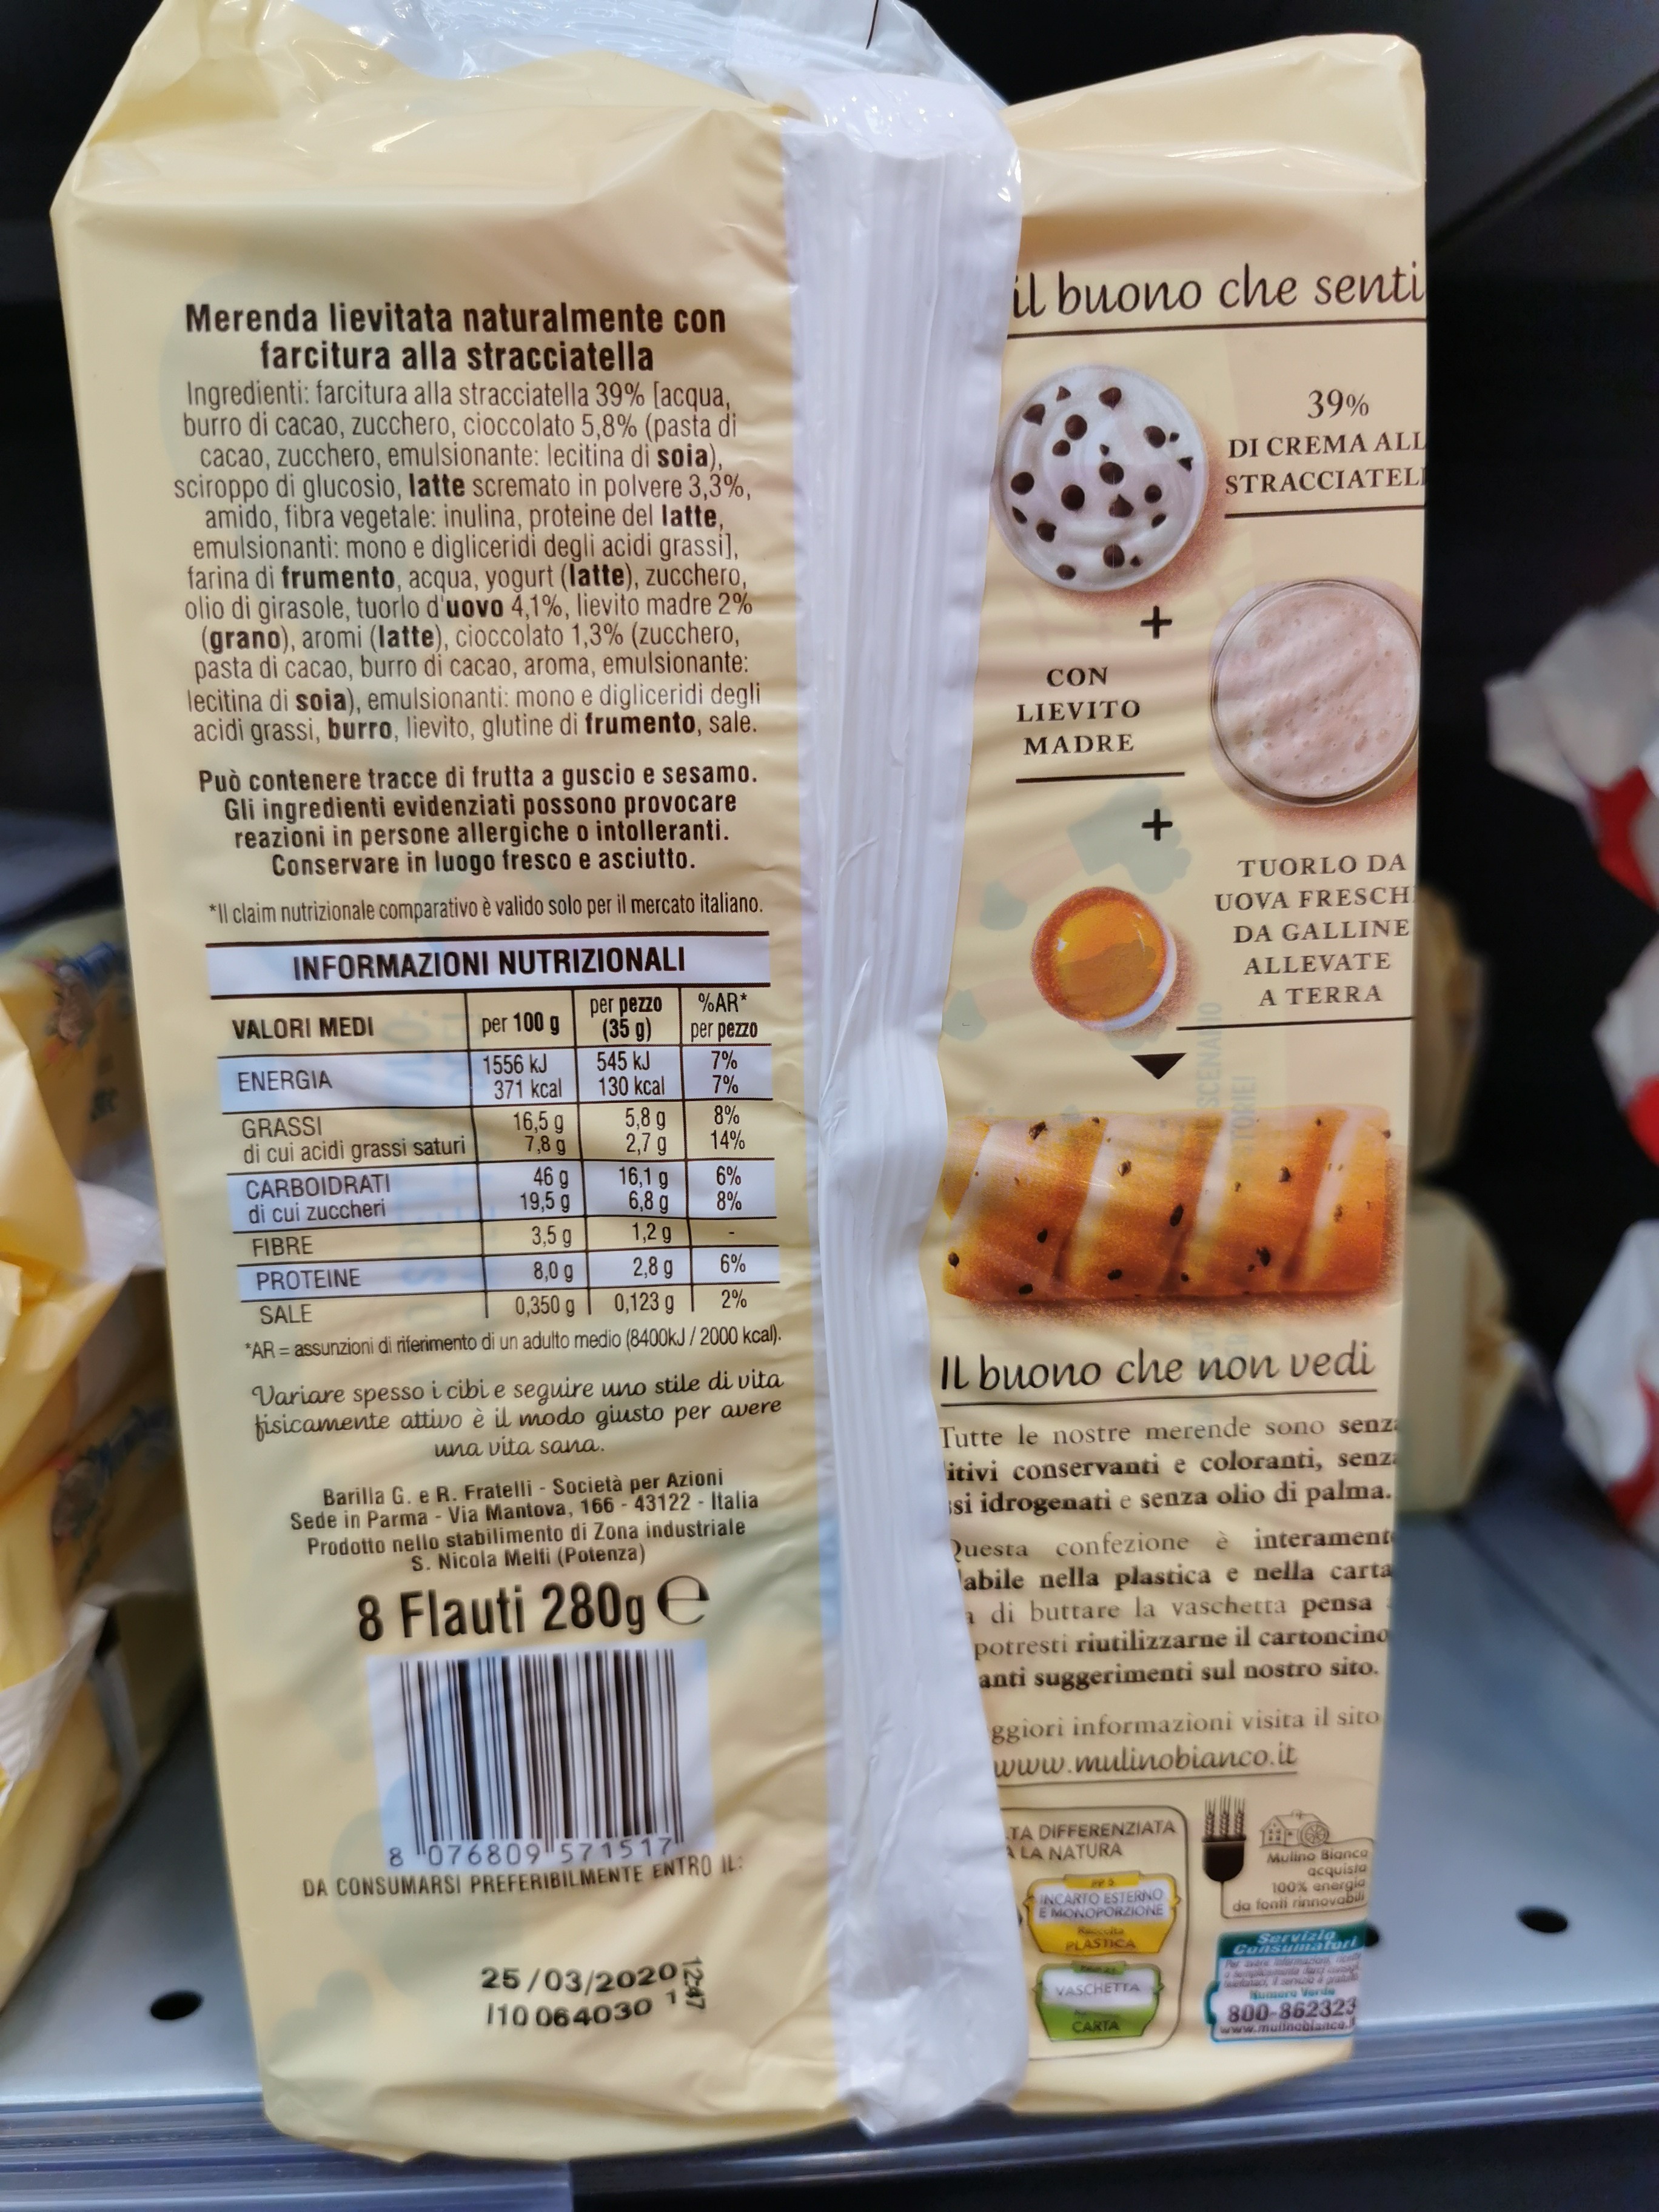 Merenda lievitata naturalmente con
farcitura alla stracciatella
Ingredienti: farcitura alla stracciatella 39% [acqua,
burro di cacao, zucchero, cioccolato 5,8% (pasta di
cacao, zucchero, emulsionante: lecitina di soia),
sciroppo di glucosio, latte scremato in polvere 3,3%,
amido, fibra vegetale: inulina, proteine del latte,
emulsionanti: mono e digliceridi degli acidi grassi],
farina di frumento, acqua, yogurt (latte), zucchero,
olio di girasole, tuorlo d'uovo 4,1%, lievito madre 2%
(grano), aromi (latte), cioccolato 1,3% (zucchero,
pasta di cacao, burro di cacao, aroma, emulsionante:
lecitina di soia), emulsionanti: mono e digliceridi degli
acidi grassi, burro, lievito, glutine di frumento, sale.
Può contenere tracce di frutta a guscio e sesamo.
Gli ingredienti evidenziati possono provocare
reazioni in persone allergiche o intolleranti.
Conservare in luogo fresco e asciutto.
*Il claim nutrizionale comparativo è valido solo per il mercato italiano.
INFORMAZIONI NUTRIZIONALI
VALORI MEDI per 100 g per pezzo (35 g) %AR* per pezzo
ENERGIA 1556 kJ 545 kJ 7%
371 kcal 130 kcal 7%
GRASSI 16,5 g 5,8 g 8%
di cui acidi grassi saturi 7,8 g 2,7 g 14%
CARBOIDRATI 46 g 16,1 g 6%
di cui zuccheri 19,5 g 6,8 g 8%
FIBRE 3,5 g 1,2 g -
PROTEINE 8,0 g 2,8 g 6%
SALE 0,350 g 0,123 g 2%
*AR = assunzioni di riferimento di un adulto medio (8400kJ / 2000 kcal).
Variare spesso i cibi e seguire uno stile di vita
fisicamente attivo è il modo giusto per avere
una vita sana.
Barilla G. e R. Fratelli - Società per Azioni
Sede in Parma - Via Mantova, 166 - 43122 - Italia
Prodotto nello stabilimento di Zona industriale
S. Nicola Melfi (Potenza)
8 Flauti 280g e
8 076809 571517
DA CONSUMARSI PREFERIBILMENTE ENTRO IL:
25/03/2020 12:47
110 064030 1
il buono che senti
39%
DI CREMA ALL
STRACCIATEL
+
CON
LIEVITO
MADRE
+
TUORLO DA
UOVA FRESCH
DA GALLINE
ALLEVATE
A TERRA
Il buono che non vedi
Tutte le nostre merende sono senza
itivi conservanti e coloranti, senza
si idrogenati e senza olio di palma.
Questa confezione è interamente
abile nella plastica e nella carta
a di buttare la vaschetta pensa
potresti riutilizzarne il cartoncino
anti suggerimenti sul nostro sito.
ggiori informazioni visita il sito
www.mulinobianco.it
TA DIFFERENZIATA
A LA NATURA
INCARTO ESTERNO
E MONOPORZIONE
Raccolta
PLASTICA
VASCHETTA
CARTA
Mulino Bianco
acquista
100% energia
da fonti rinnovabili
Servizio
Consumatori
Numero Verde
800-862323
www.mulinobianco.i